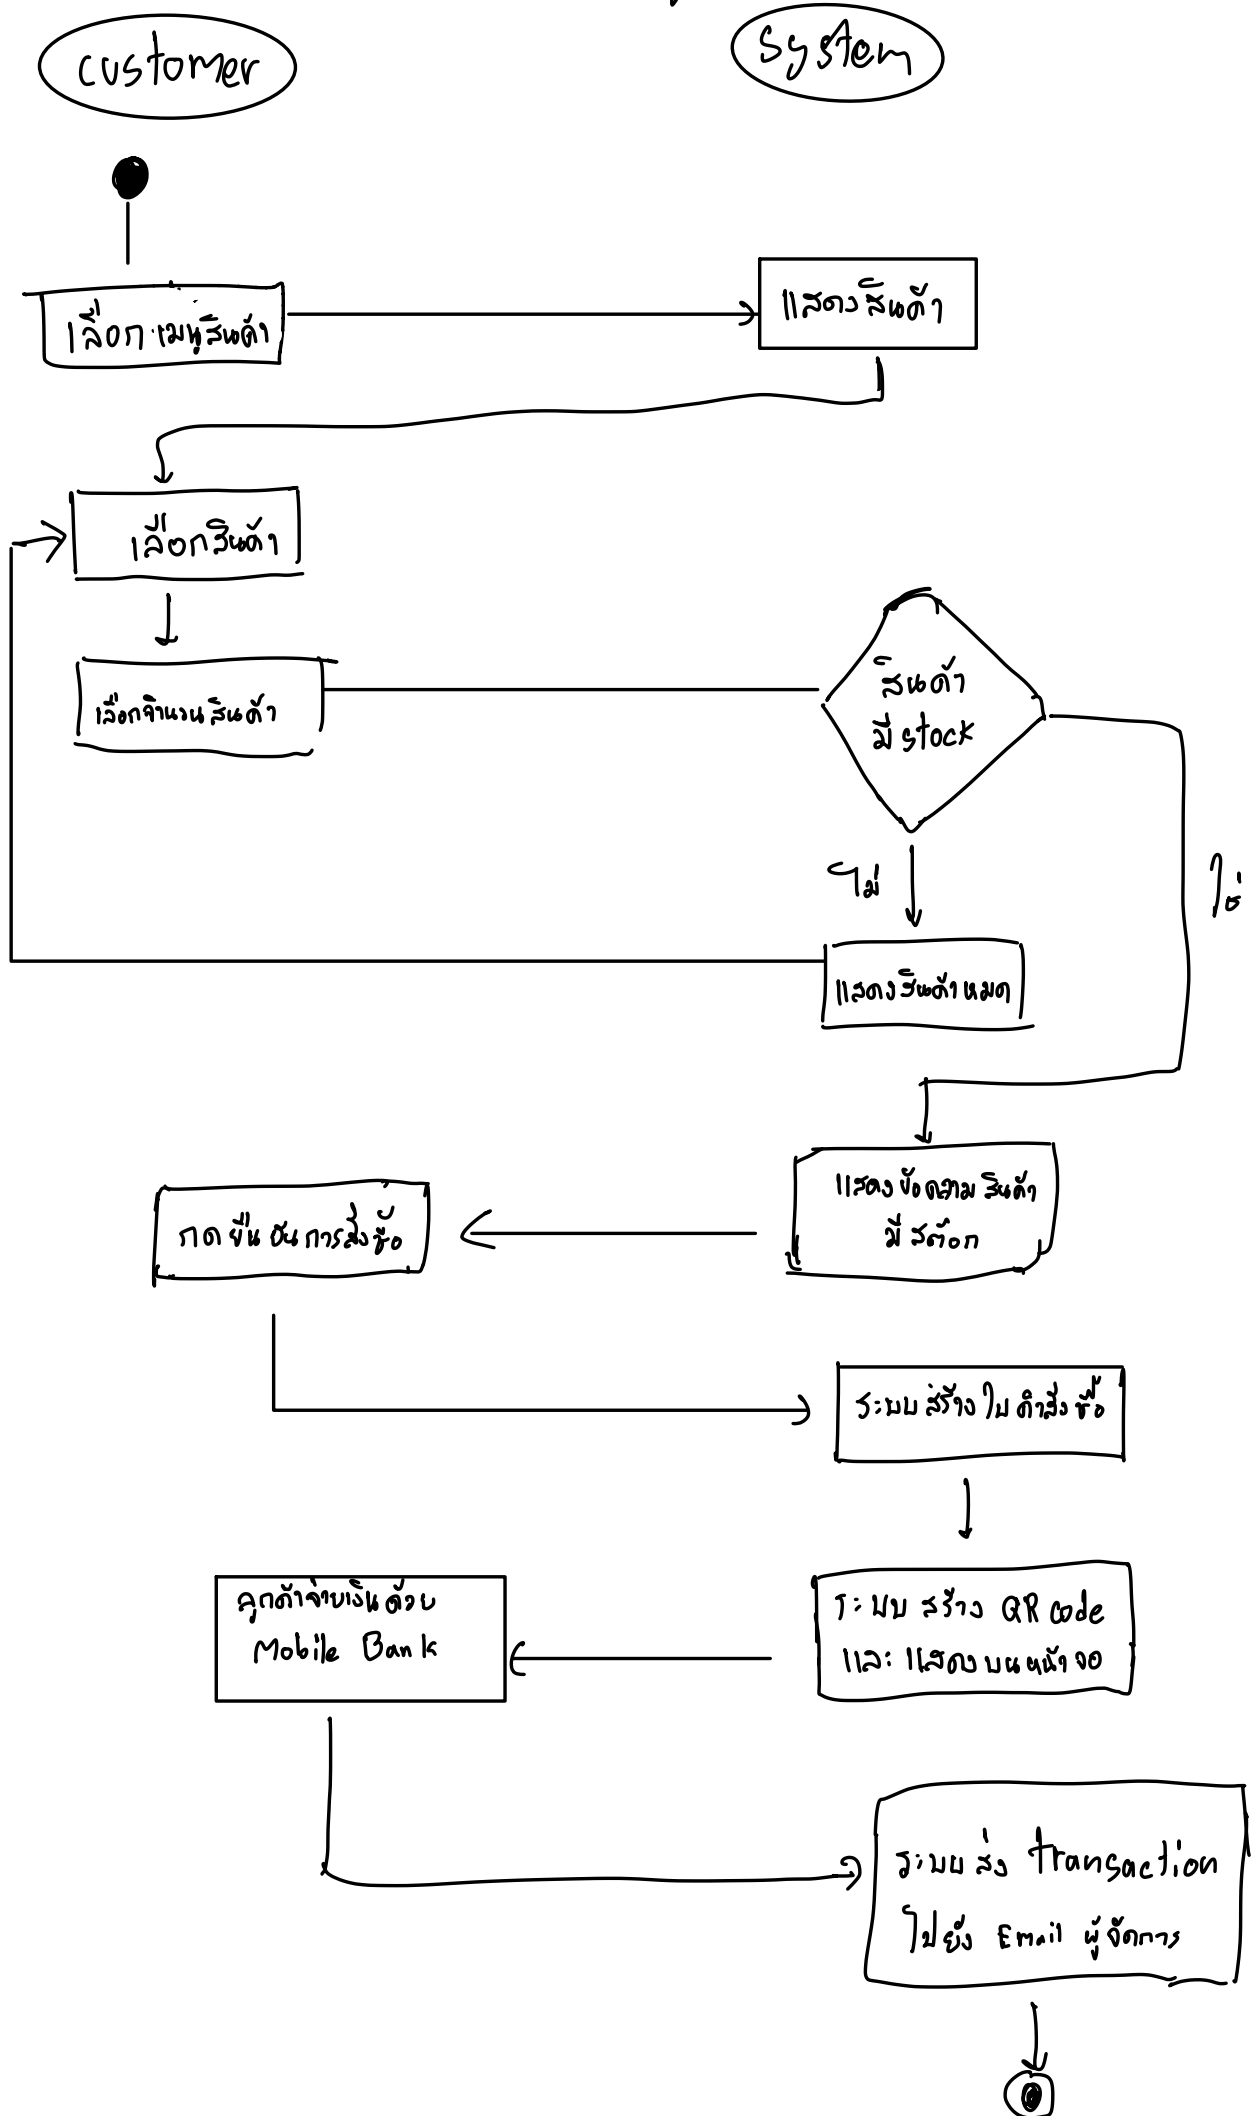 customer
system
เลือกเมนูสินค้า
แสดงสินค้า
เลือกสินค้า
เลือกจำนวนสินค้า
สินค้า
มี stock
ไม่
ใช่
แสดงสินค้าหมด
แสดงข้อความสินค้า
มีสต๊อก
กดยืนยันการสั่งซื้อ
ระบบสร้างใบคำสั่งซื้อ
ลูกค้าจ่ายเงินด้วย
Mobile Bank
ระบบ สร้าง QR code
และ แสดงบนหน้าจอ
ระบบ ส่ง transaction
ไปยัง Email ผู้จัดการ